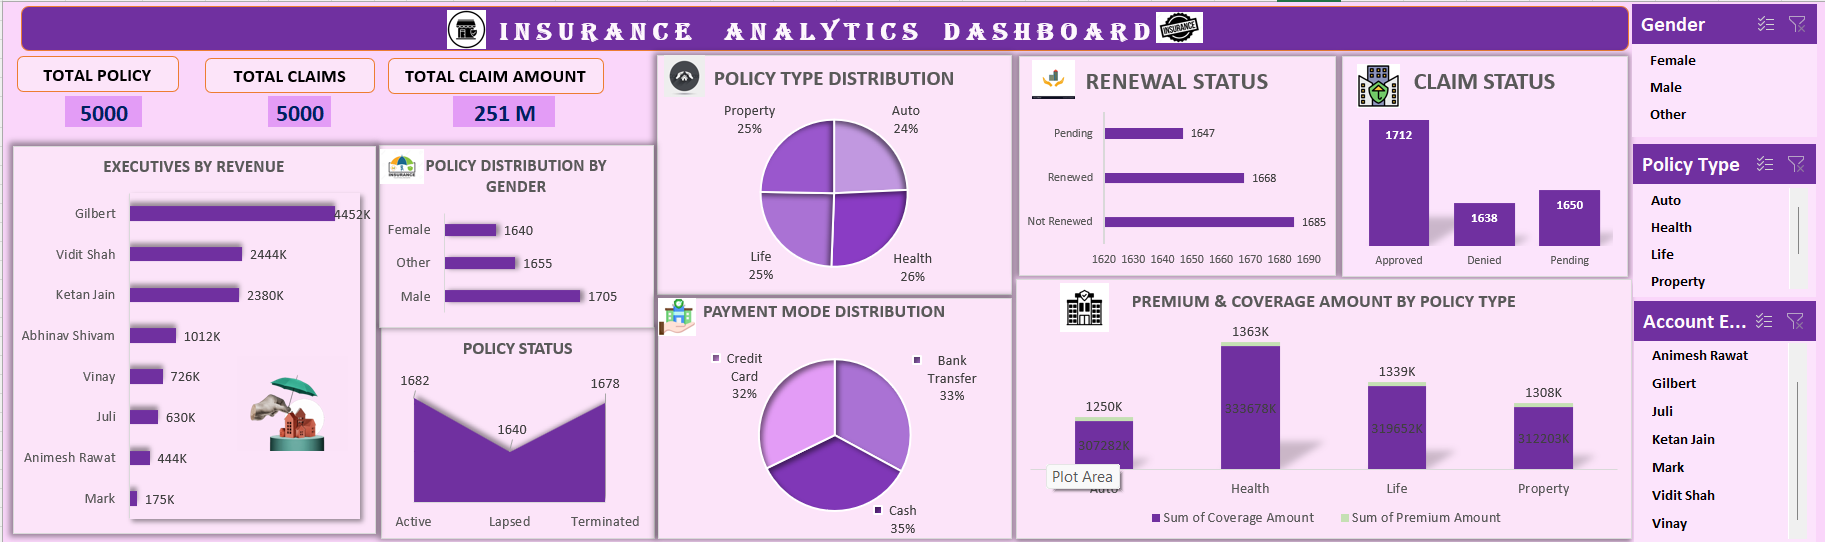 INSURANCE ANALYTICS DASHBOARD
INSURANCE
TOTAL POLICY
5000
TOTAL CLAIMS
5000
TOTAL CLAIM AMOUNT
251 M
EXECUTIVES BY REVENUE
Gilbert
4452K
Vidit Shah
2444K
Ketan Jain
2380K
Abhinav Shivam
1012K
Vinay
726K
Juli
630K
Animesh Rawat
444K
Mark
175K
INSURANCE
POLICY DISTRIBUTION BY
GENDER
Female
1640
Other
1655
Male
1705
POLICY STATUS
1682
1640
1678
Active
Lapsed
Terminated
POLICY TYPE DISTRIBUTION
Property
25%
Auto
24%
Life
25%
Health
26%
PAYMENT MODE DISTRIBUTION
Credit
Card
32%
Bank
Transfer
33%
Cash
35%
RENEWAL STATUS
Pending
1647
Renewed
1668
Not Renewed
1685
1620 1630 1640 1650 1660 1670 1680 1690
CLAIM STATUS
1712
1638
1650
Approved
Denied
Pending
PREMIUM & COVERAGE AMOUNT BY POLICY TYPE
1250K
307282K
1363K
333678K
1339K
319652K
1308K
312203K
Plot Area
Auto
Health
Life
Property
Sum of Coverage Amount
Sum of Premium Amount
Gender
Female
Male
Other
Policy Type
Auto
Health
Life
Property
Account E...
Animesh Rawat
Gilbert
Juli
Ketan Jain
Mark
Vidit Shah
Vinay